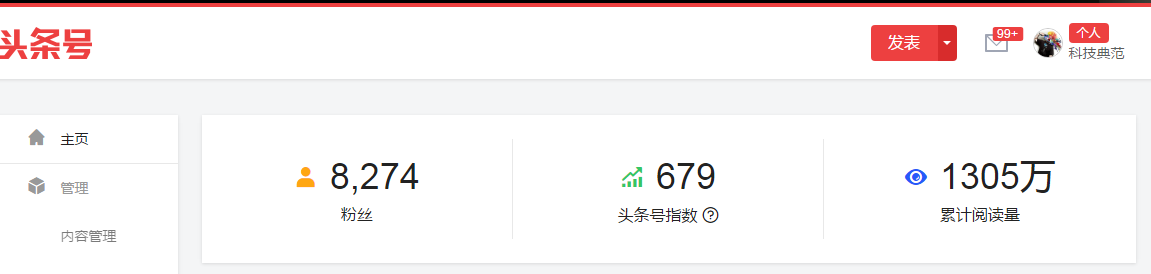 头条号
发表
99+
个人
科技典范
主页
管理
内容管理
8,274
粉丝
679
头条号指数 ?
1305万
累计阅读量